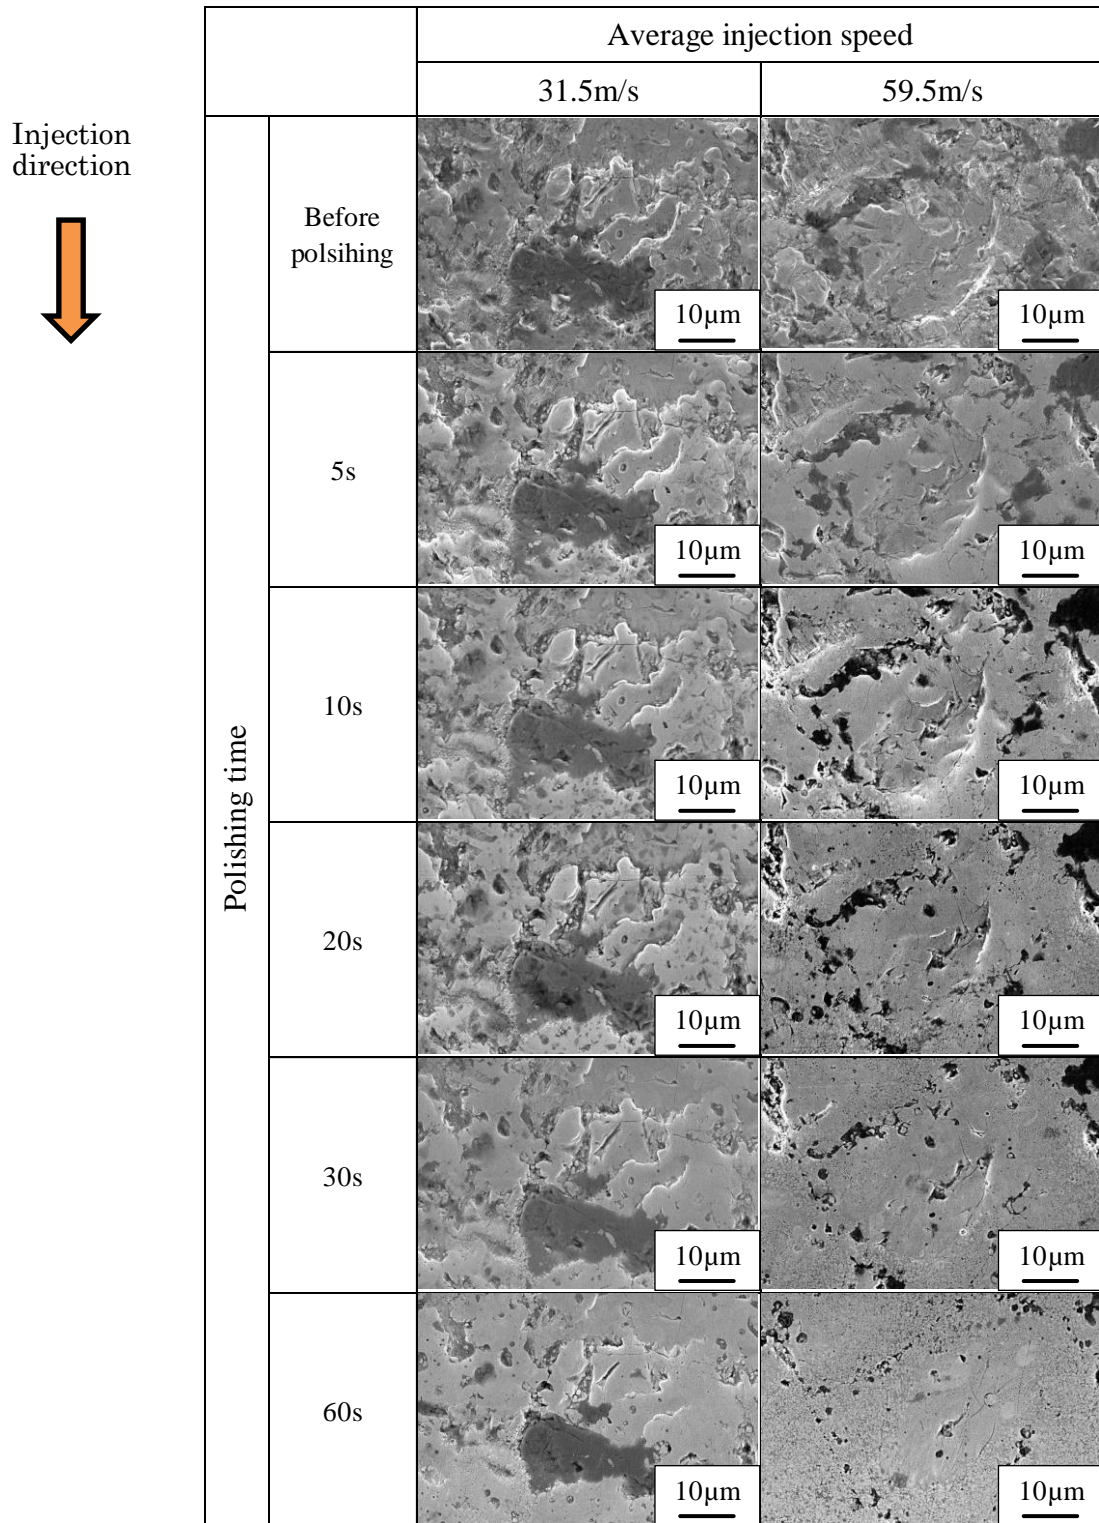 Average injection speed
31.5m/s
59.5m/s
Injection
direction
Before
polsihing
10μm
10μm
5s
10μm
10μm
10s
10μm
10μm
Polishing time
20s
10μm
10μm
30s
10μm
10μm
60s
10μm
10μm